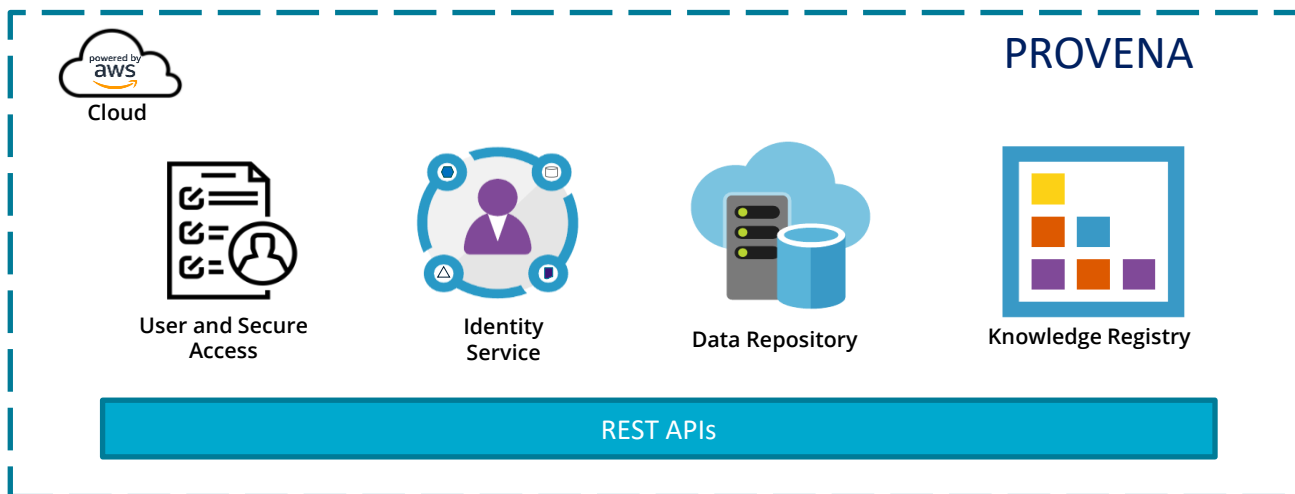 PROVENA
powered by
aws
Cloud
User and Secure
Access
Identity
Service
Data Repository
Knowledge Registry
REST APIs